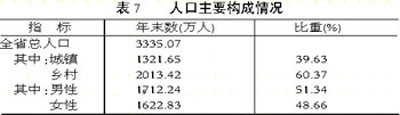 表 7 人口主要构成情况
指 标 年末数(万人) 比重(%)
全省总人口 3335.07
其中:城镇 1321.65 39.63
乡村 2013.42 60.37
其中:男性 1712.24 51.34
女性 1622.83 48.66